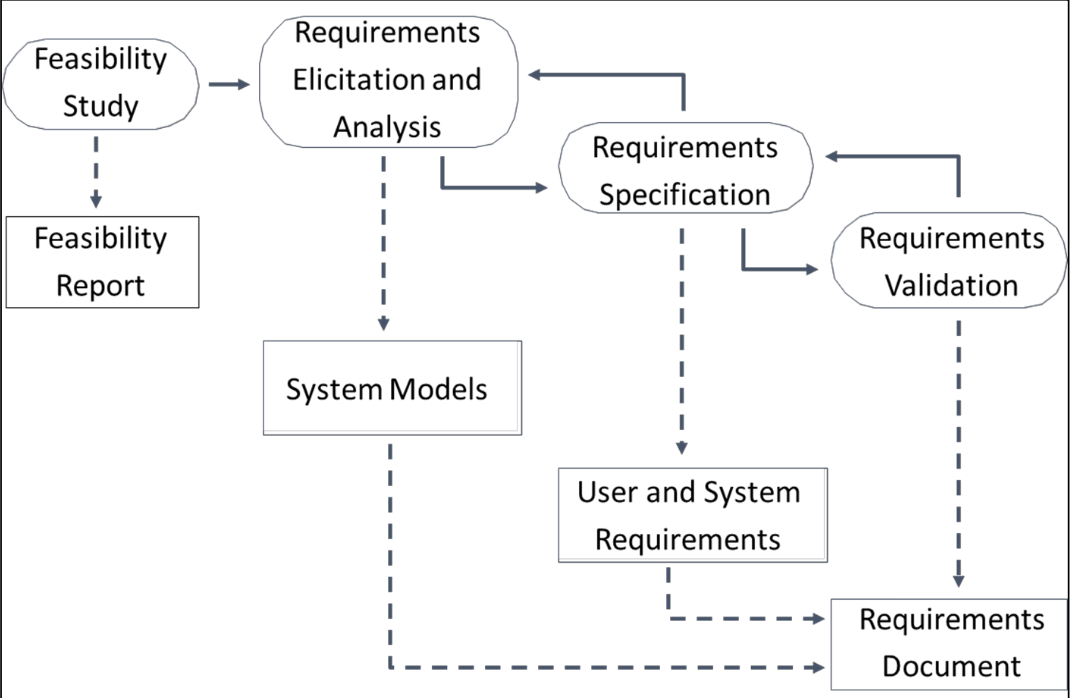 Feasibility
Study
Requirements
Elicitation and
Analysis
Requirements
Specification
Requirements
Validation
Feasibility
Report
System Models
User and System
Requirements
Requirements
Document